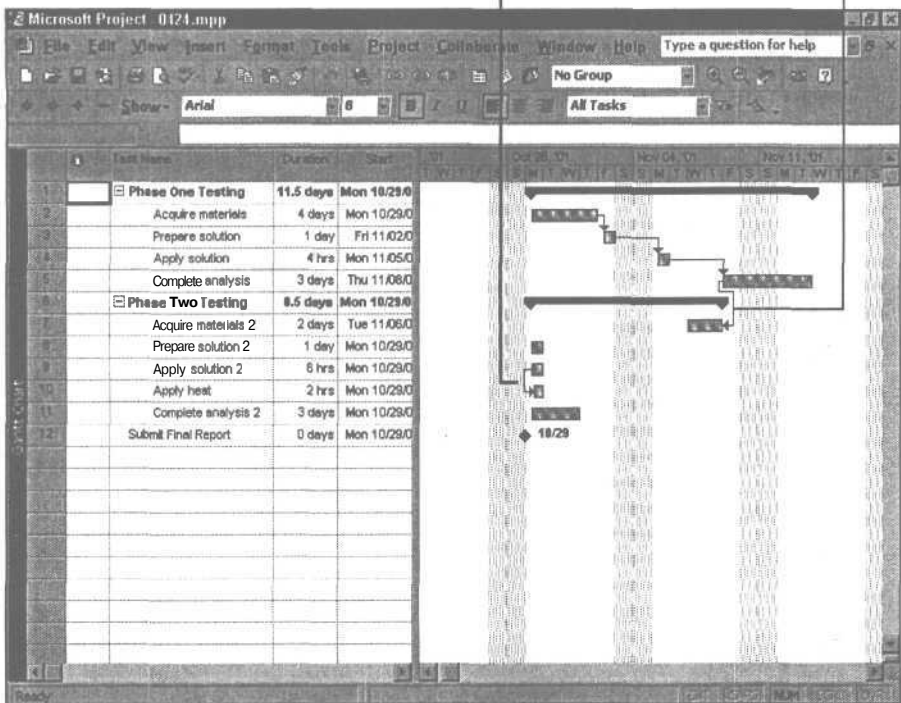 Microsoft Project - 0124.mpp
File Edit View Insert Format Tools Project Collaborate Window Help Type a question for help
No Group
Show Arial 8 B I U All Tasks
Task Name Duration Start '01 Oct 28, '01 Nov 04, '01 Nov 11, '01
T W T F S S M T W T F S S M T W T F S S M T W T F S
1 Phase One Testing 11.5 days Mon 10/29/0
2 Acquire materials 4 days Mon 10/29/0
3 Prepare solution 1 day Fri 11/02/0
4 Apply solution 4 hrs Mon 11/05/0
5 Complete analysis 3 days Thu 11/08/0
6 Phase Two Testing 8.5 days Mon 10/29/0
7 Acquire materials 2 2 days Tue 11/06/0
8 Prepare solution 2 1 day Mon 10/29/0
9 Apply solution 2 6 hrs Mon 10/29/0
10 Apply heat 2 hrs Mon 10/29/0
11 Complete analysis 2 3 days Mon 10/29/0
12 Submit Final Report 0 days Mon 10/29/0 10/29
Ready NUM